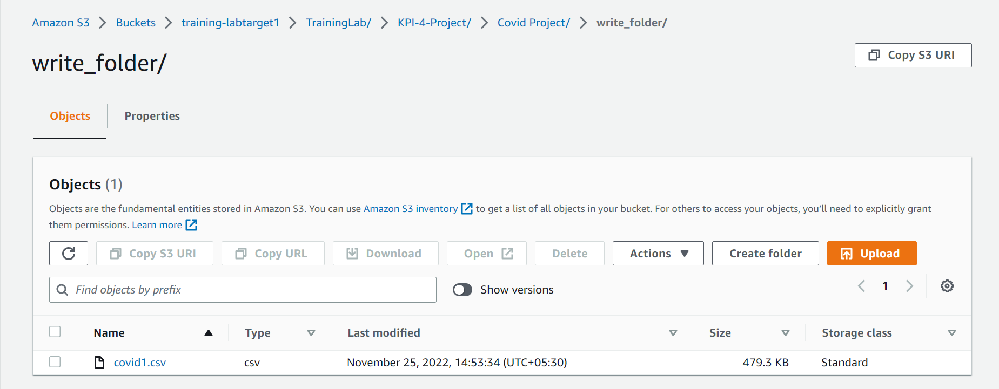 Amazon S3 Buckets training-labtarget1 TrainingLab/ KPI-4-Project/ Covid Project/ write_folder/
write_folder/
Copy S3 URI
Objects Properties
Objects (1)
Objects are the fundamental entities stored in Amazon S3. You can use Amazon S3 inventory to get a list of all objects in your bucket. For others to access your objects, you’ll need to explicitly grant
them permissions. Learn more
Copy S3 URI Copy URL Download Open Delete Actions Create folder Upload
Find objects by prefix Show versions 1
Name Type Last modified Size Storage class
covid1.csv csv November 25, 2022, 14:53:34 (UTC+05:30) 479.3 KB Standard